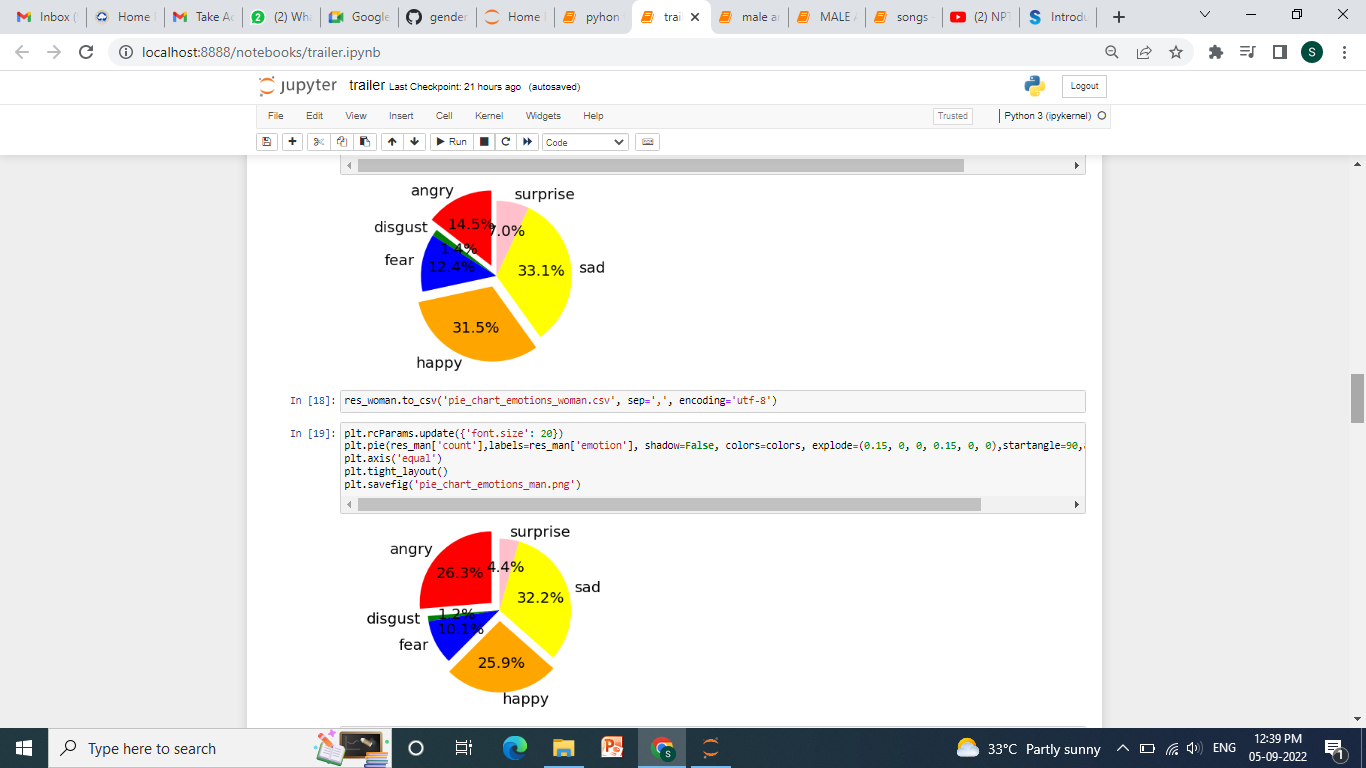 Inbox (
Home
Take Ac
(2) Wha
Google
gender
Home
pyhon
trai
male ar
MALE A
songs
(2) NPT
Introdu
localhost:8888/notebooks/trailer.ipynb
S
jupyter trailer Last Checkpoint: 21 hours ago (autosaved)
Logout
File Edit View Insert Cell Kernel Widgets Help
Trusted
Python 3 (ipykernel)
Run
Code
angry
surprise
disgust
fear
sad
happy
14.5%
7.0%
1.4%
12.4%
33.1%
31.5%
In [18]: res_woman.to_csv('pie_chart_emotions_woman.csv', sep=',', encoding='utf-8')
In [19]: plt.rcParams.update({'font.size': 20})
plt.pie(res_man['count'],labels=res_man['emotion'], shadow=False, colors=colors, explode=(0.15, 0, 0, 0.15, 0, 0),startangle=90,
plt.axis('equal')
plt.tight_layout()
plt.savefig('pie_chart_emotions_man.png')
surprise
angry
4.4%
26.3%
sad
32.2%
disgust
1.2%
10.1%
fear
25.9%
happy
Type here to search
33°C Partly sunny
ENG
12:39 PM
05-09-2022
1